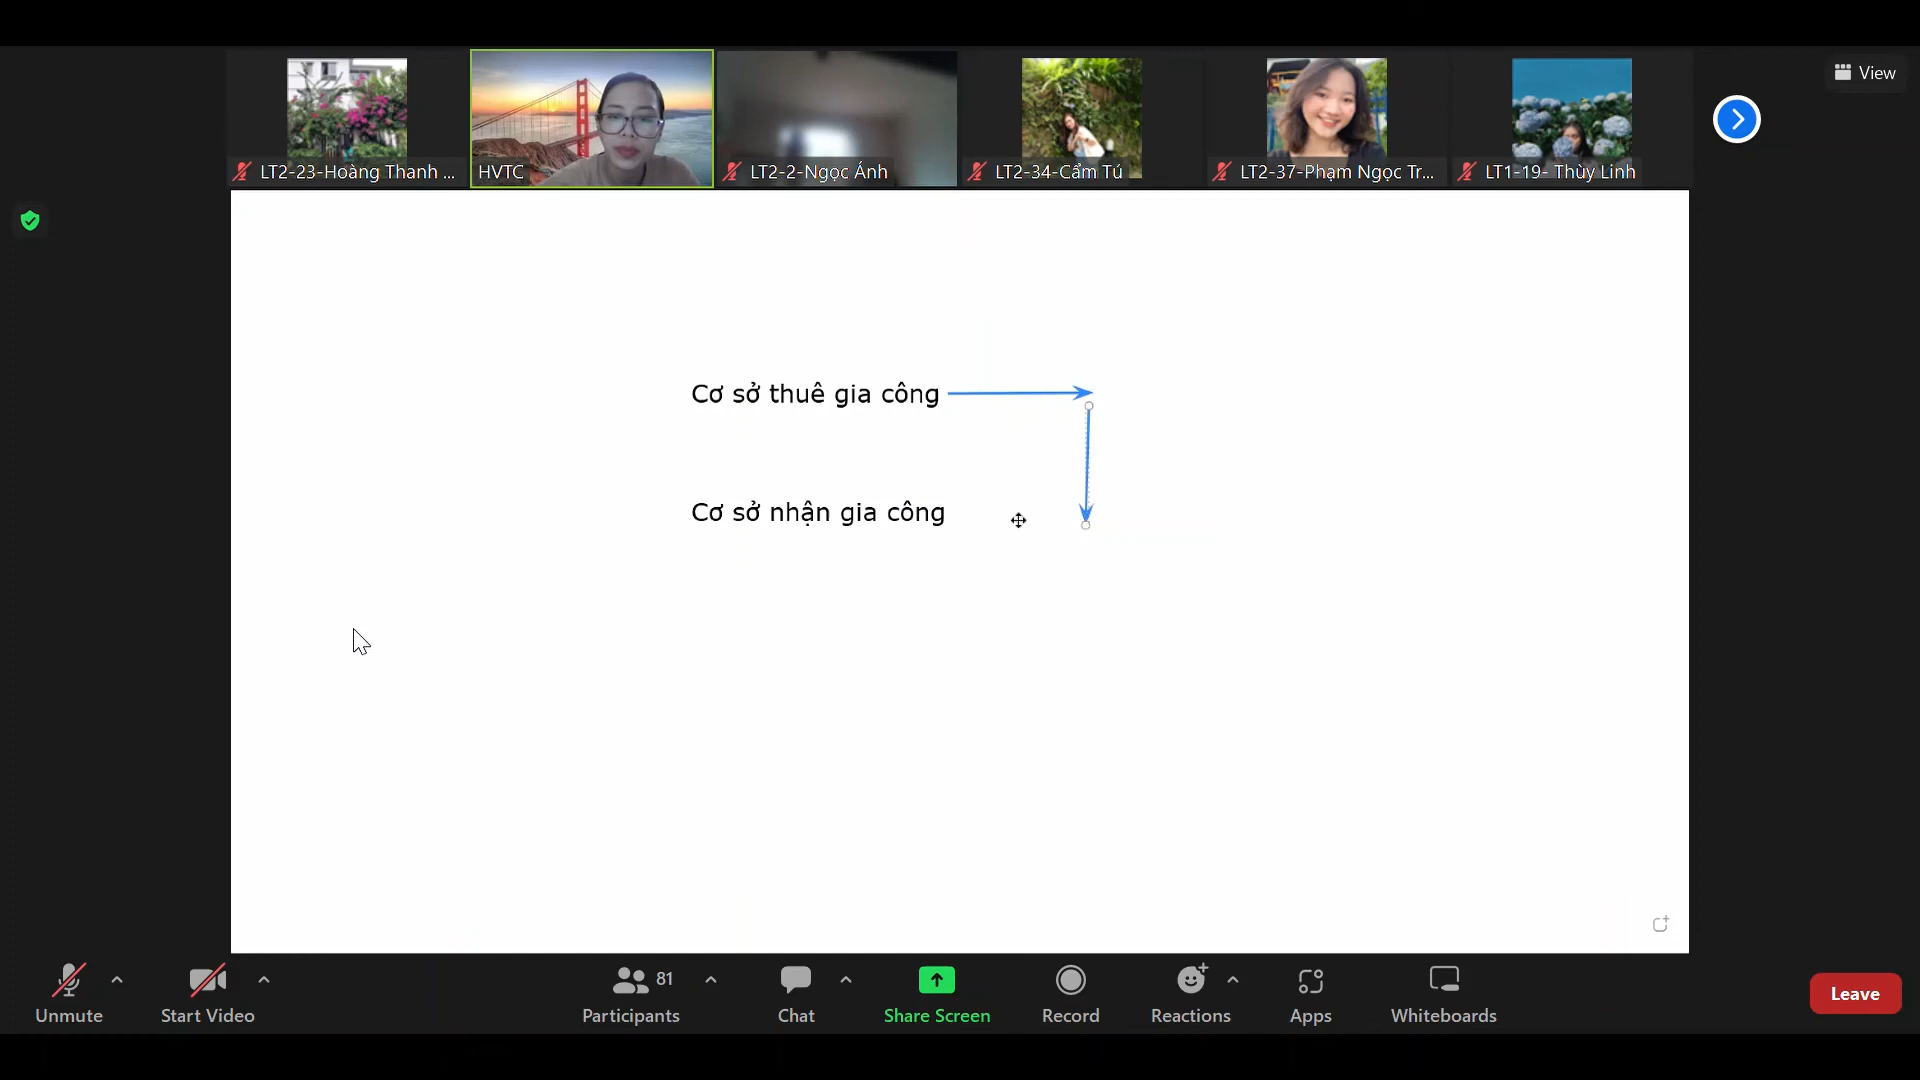 View
LT2-23-Hoàng Thanh ...
HVTC
LT2-2-Ngọc Ánh
LT2-34-Cẩm Tú
LT2-37-Phạm Ngọc Tr...
LT1-19- Thùy Linh
Cơ sở thuê gia công
Cơ sở nhận gia công
Unmute
Start Video
81
Participants
Chat
Share Screen
Record
Reactions
Apps
Whiteboards
Leave